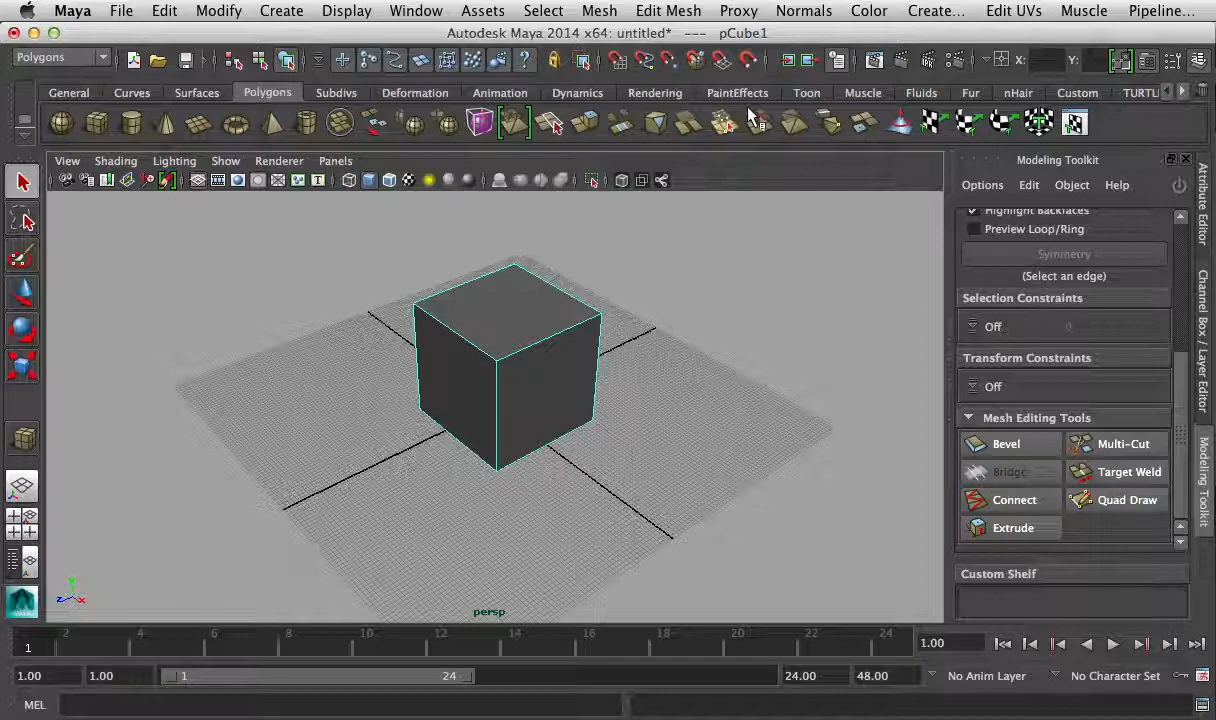 Maya File Edit Modify Create Display Window Assets Select Mesh Edit Mesh Proxy Normals Color Create... Edit UVs Muscle Pipeline...
Autodesk Maya 2014 x64: untitled* --- pCube1
Polygons X: Y:
General Curves Surfaces Polygons Subdivs Deformation Animation Dynamics Rendering PaintEffects Toon Muscle Fluids Fur nHair Custom TURTL
View Shading Lighting Show Renderer Panels
Modeling Toolkit
Options Edit Object Help
Highlight Backfaces
Preview Loop/Ring
Symmetry
(Select an edge)
Selection Constraints
Off 0
Transform Constraints
Off
Mesh Editing Tools
Bevel Multi-Cut
Bridge Target Weld
Connect Quad Draw
Extrude
Custom Shelf
Attribute Editor
Channel Box / Layer Editor
Modeling Toolkit
Y
Z X
persp
2 4 6 8 10 12 14 16 18 20 22 24
1 1.00
1.00 1.00 1 24 24.00 48.00 No Anim Layer No Character Set
MEL